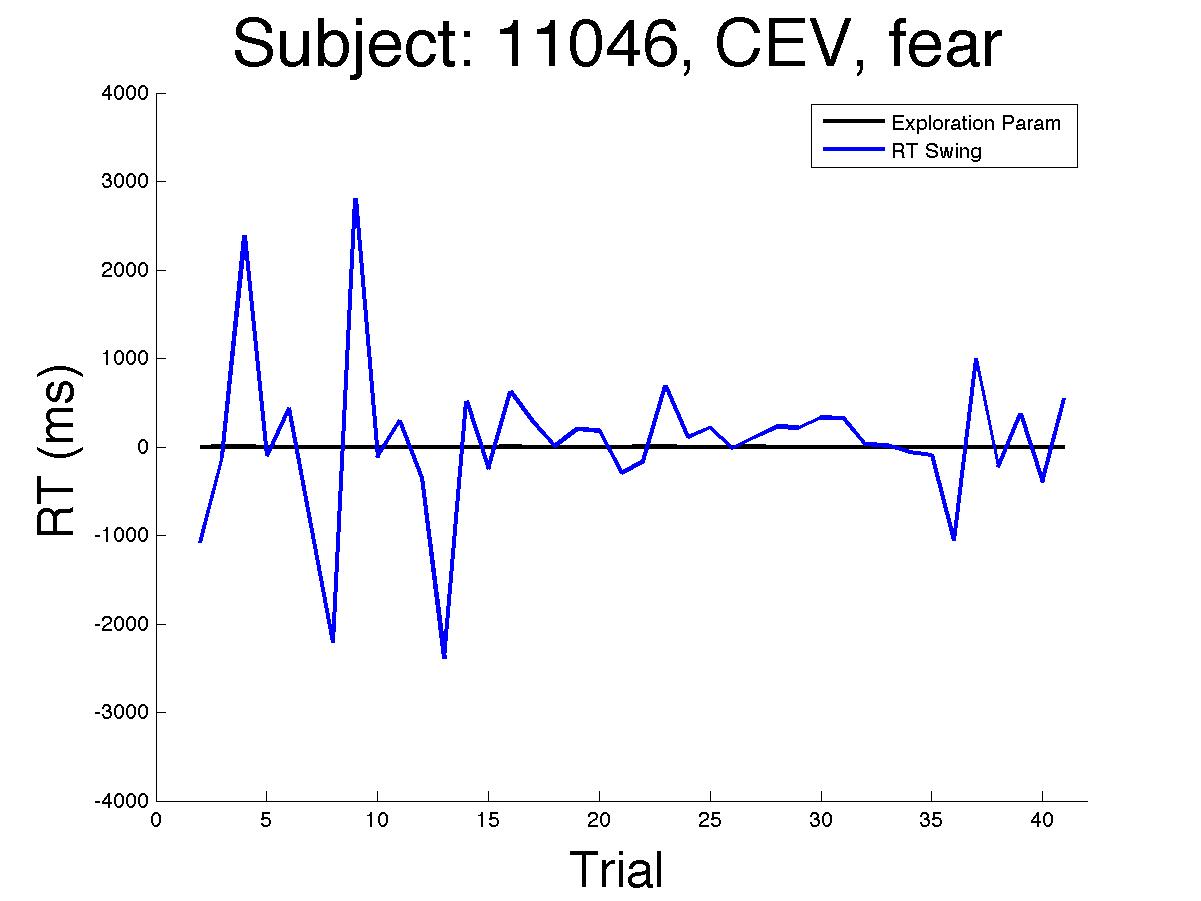 Subject: 11046, CEV, fear
Exploration Param
RT Swing
4000
3000
2000
1000
0
-1000
-2000
-3000
-4000
RT (ms)
0 5 10 15 20 25 30 35 40
Trial